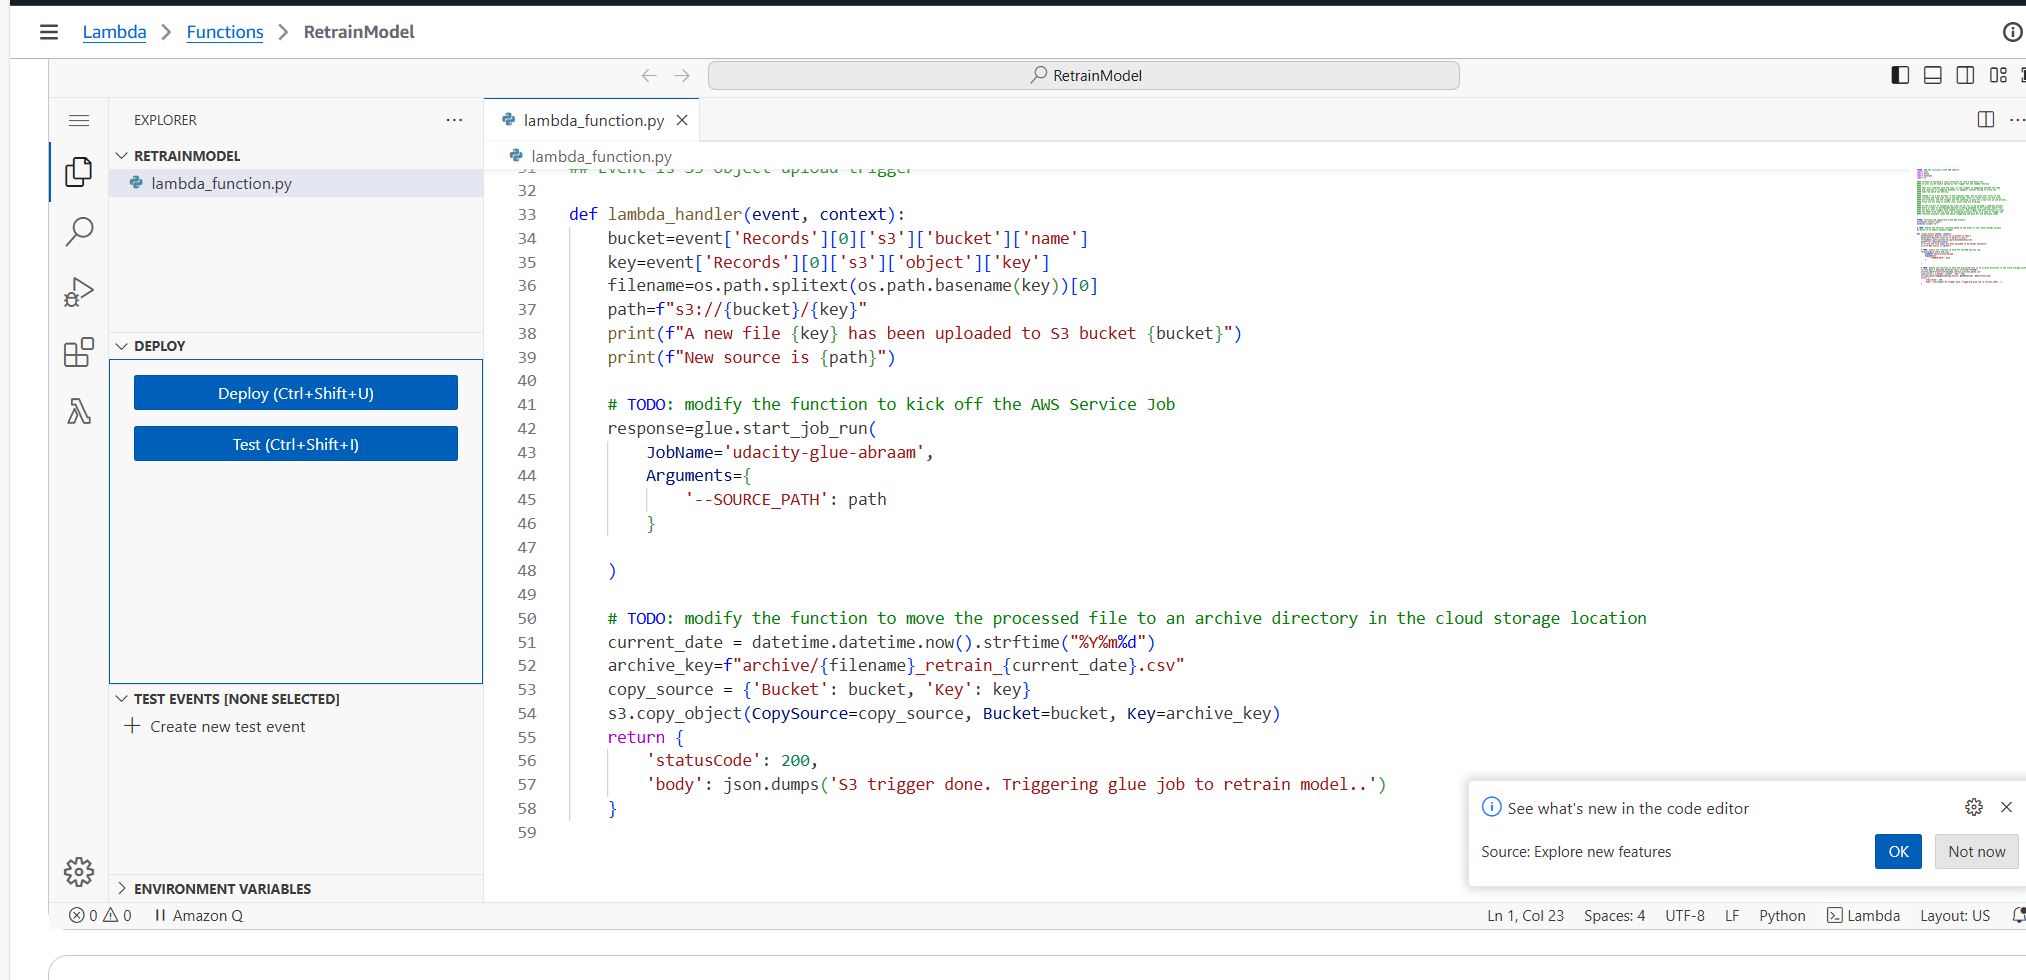 Lambda > Functions > RetrainModel
RetrainModel
EXPLORER
RETRAINMODEL
lambda_function.py
DEPLOY
Deploy (Ctrl+Shift+U)
Test (Ctrl+Shift+I)
TEST EVENTS [NONE SELECTED]
Create new test event
ENVIRONMENT VARIABLES
lambda_function.py
lambda_function.py
31 ## Event is S3 object upload trigger
32
33 def lambda_handler(event, context):
34     bucket=event['Records'][0]['s3']['bucket']['name']
35     key=event['Records'][0]['s3']['object']['key']
36     filename=os.path.splitext(os.path.basename(key))[0]
37     path=f"s3://{bucket}/{key}"
38     print(f"A new file {key} has been uploaded to S3 bucket {bucket}")
39     print(f"New source is {path}")
40
41     # TODO: modify the function to kick off the AWS Service Job
42     response=glue.start_job_run(
43         JobName='udacity-glue-abraam',
44         Arguments={
45             '--SOURCE_PATH': path
46         }
47
48     )
49
50     # TODO: modify the function to move the processed file to an archive directory in the cloud storage location
51     current_date = datetime.datetime.now().strftime("%Y%m%d")
52     archive_key=f"archive/{filename}_retrain_{current_date}.csv"
53     copy_source = {'Bucket': bucket, 'Key': key}
54     s3.copy_object(CopySource=copy_source, Bucket=bucket, Key=archive_key)
55     return {
56         'statusCode': 200,
57         'body': json.dumps('S3 trigger done. Triggering glue job to retrain model..')
58     }
59
See what's new in the code editor
Source: Explore new features
OK
Not now
0 0 Amazon Q
Ln 1, Col 23 Spaces: 4 UTF-8 LF Python Lambda Layout: US